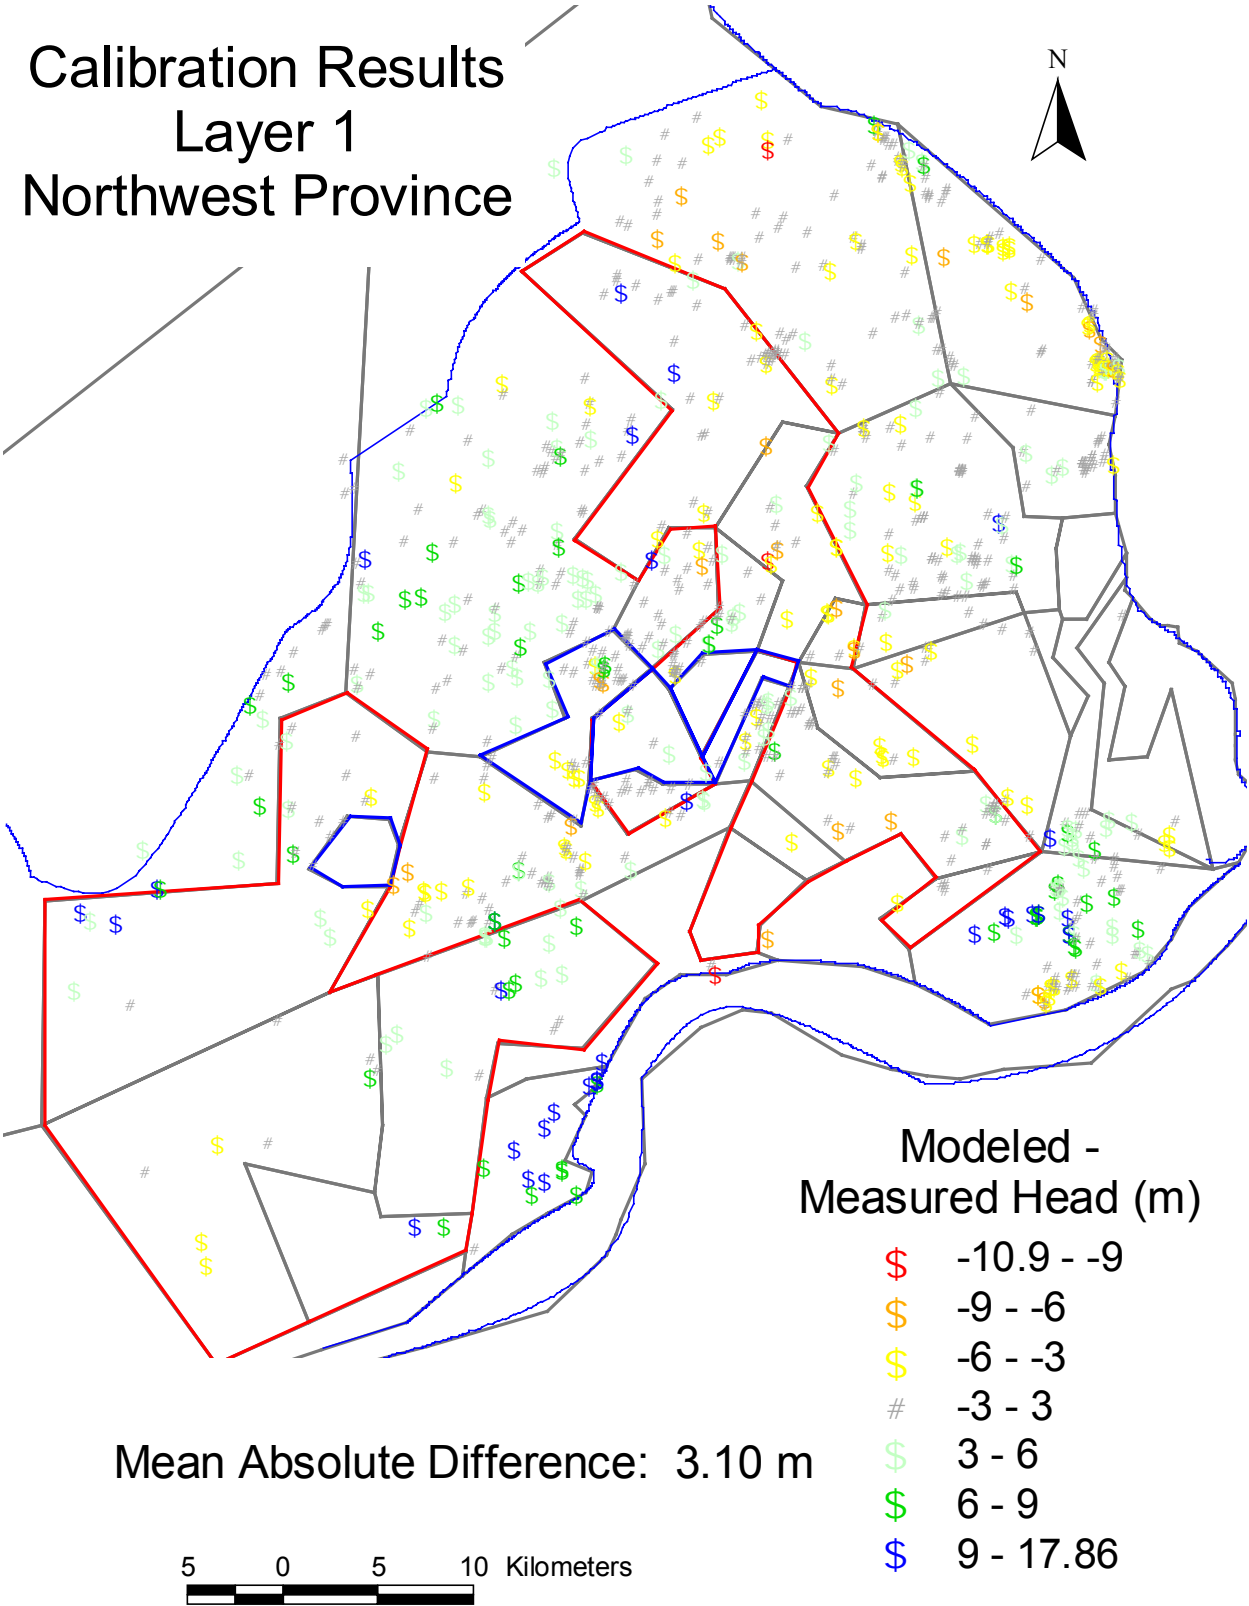 Calibration Results
Layer 1
Northwest Province
N
Modeled -
Measured Head (m)
$ -10.9 - -9
$ -9 - -6
$ -6 - -3
# -3 - 3
$ 3 - 6
$ 6 - 9
$ 9 - 17.86
Mean Absolute Difference: 3.10 m
5 0 5 10 Kilometers